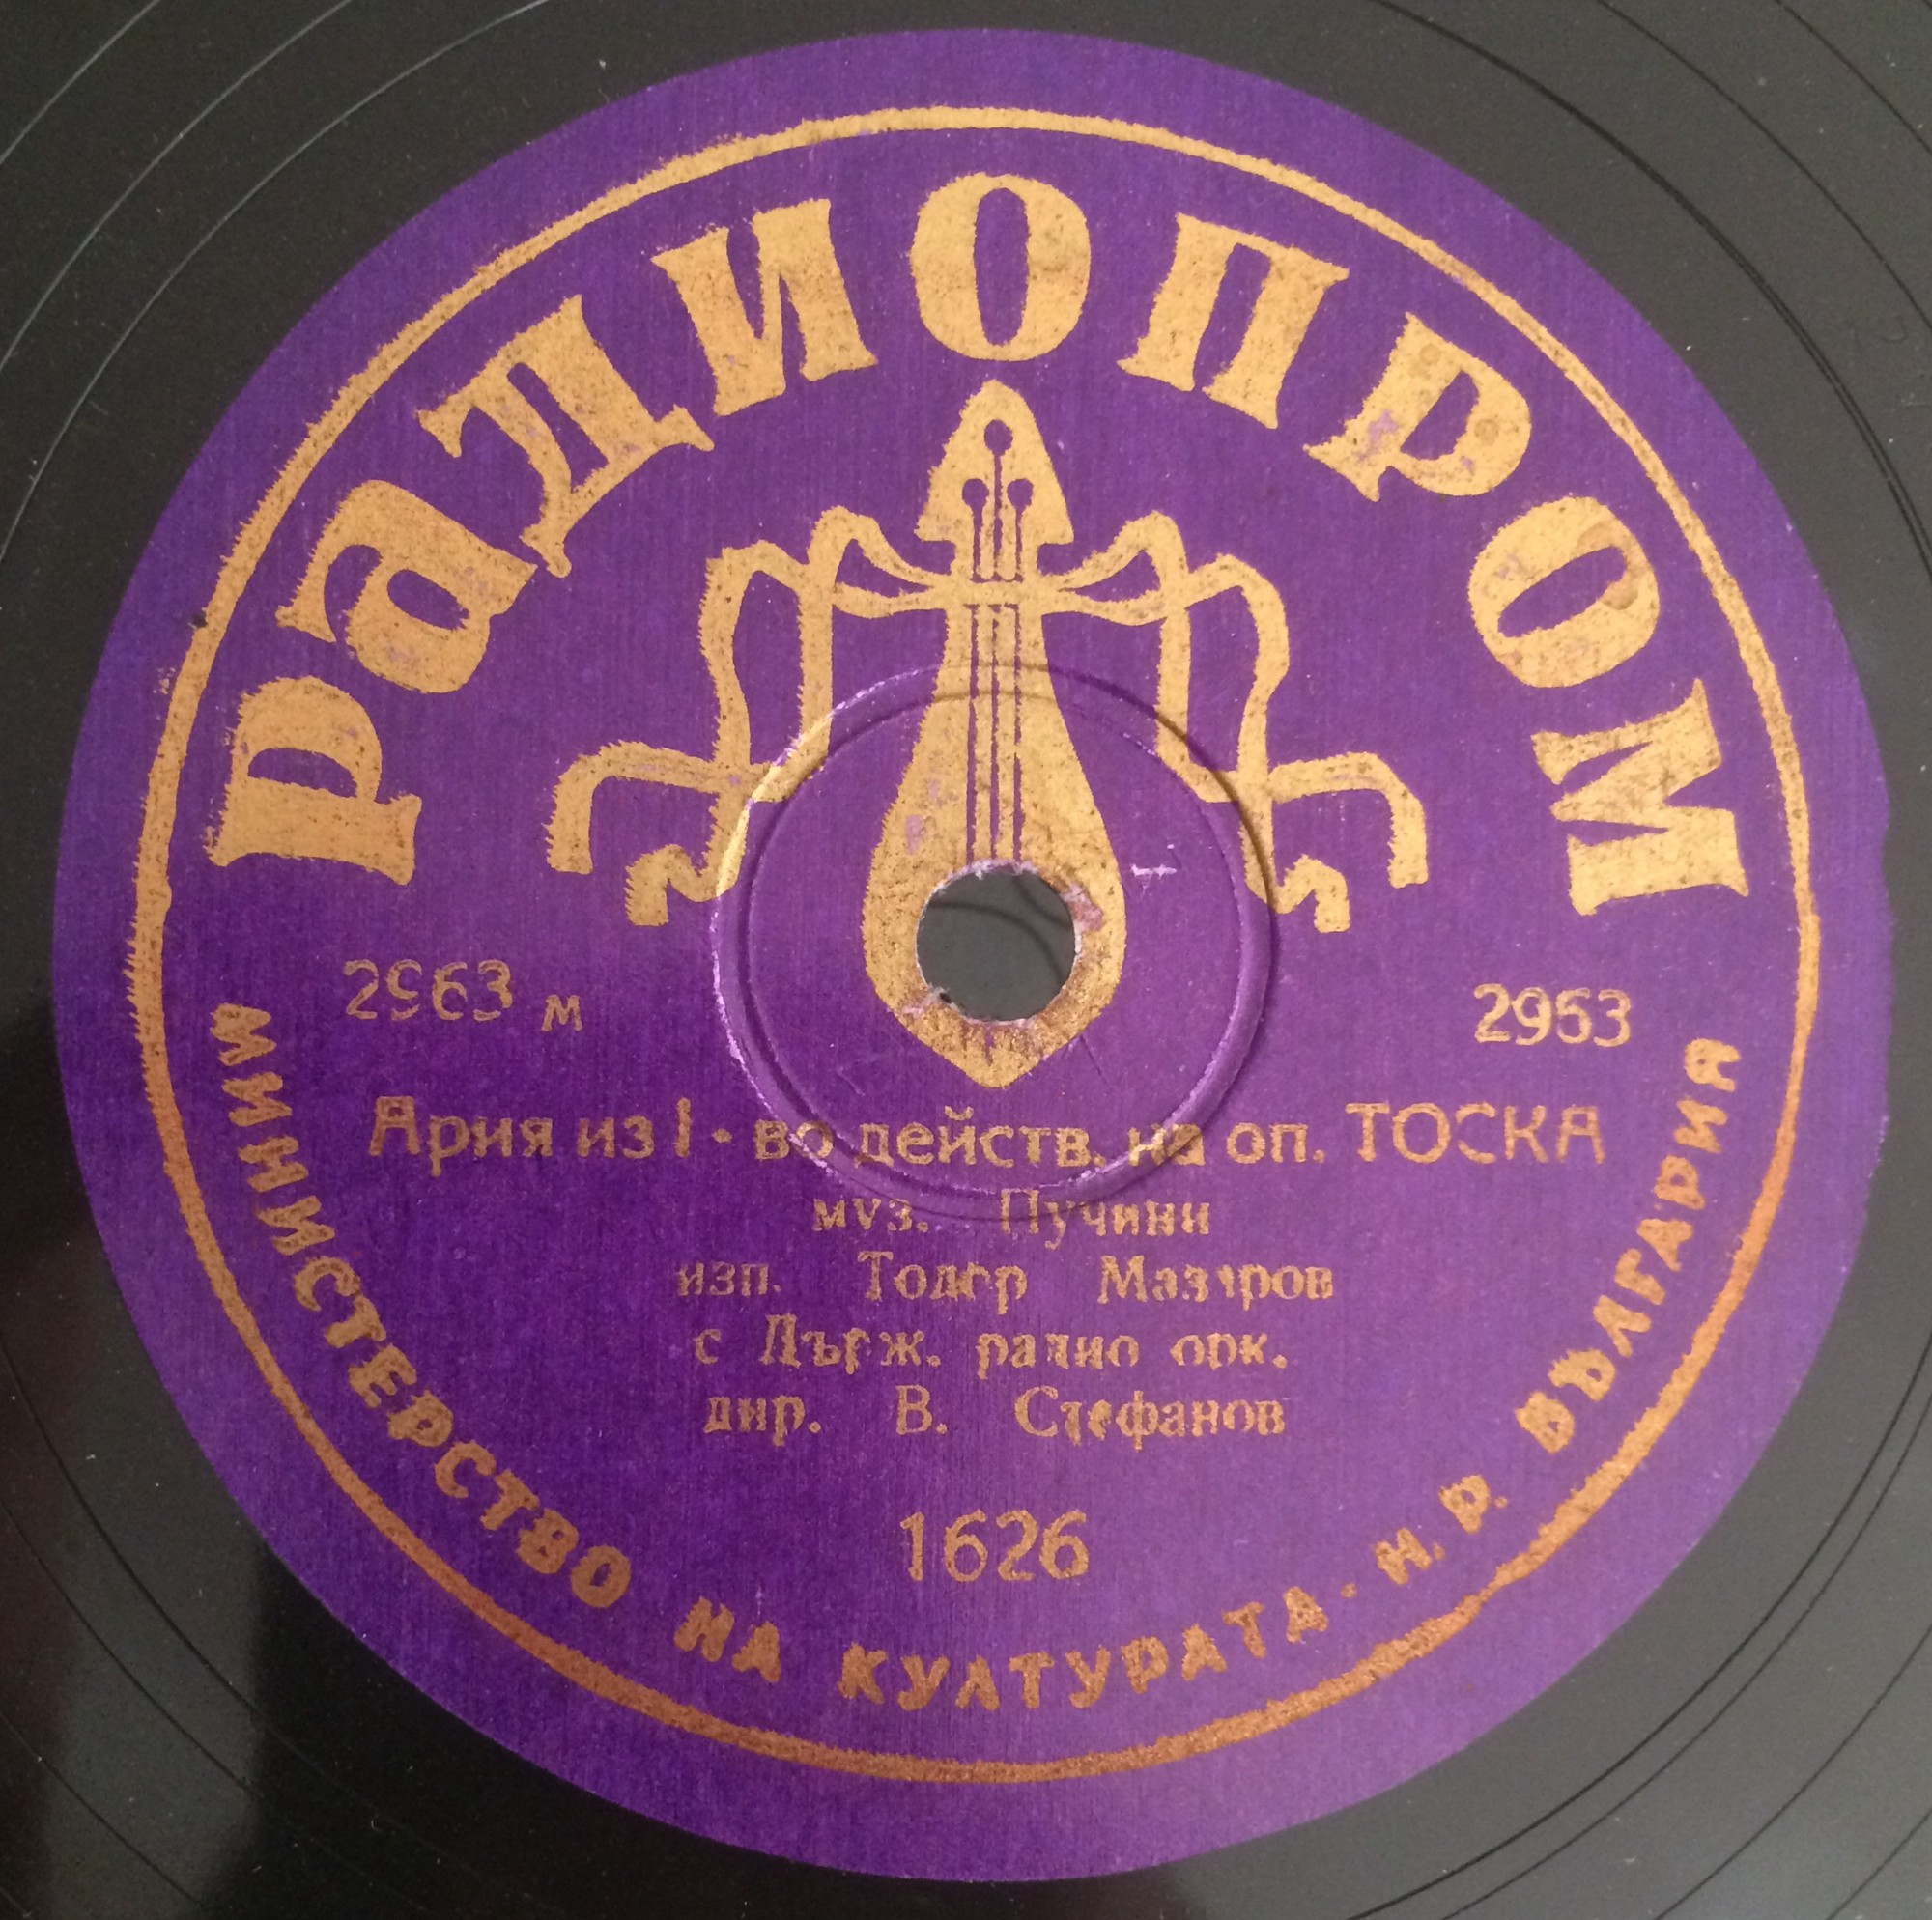 РАДИОПРОМ
2963 м
2963
Ария из I-во действ. на оп. ТОСКА
муз. Пучини
изп. Тодор Мазаров
с Държ. радио орк.
дир. В. Стефанов
1626
МИНИСТЕРСТВО НА КУЛТУРАТА - Н. Р. БЪЛГАРИЯ